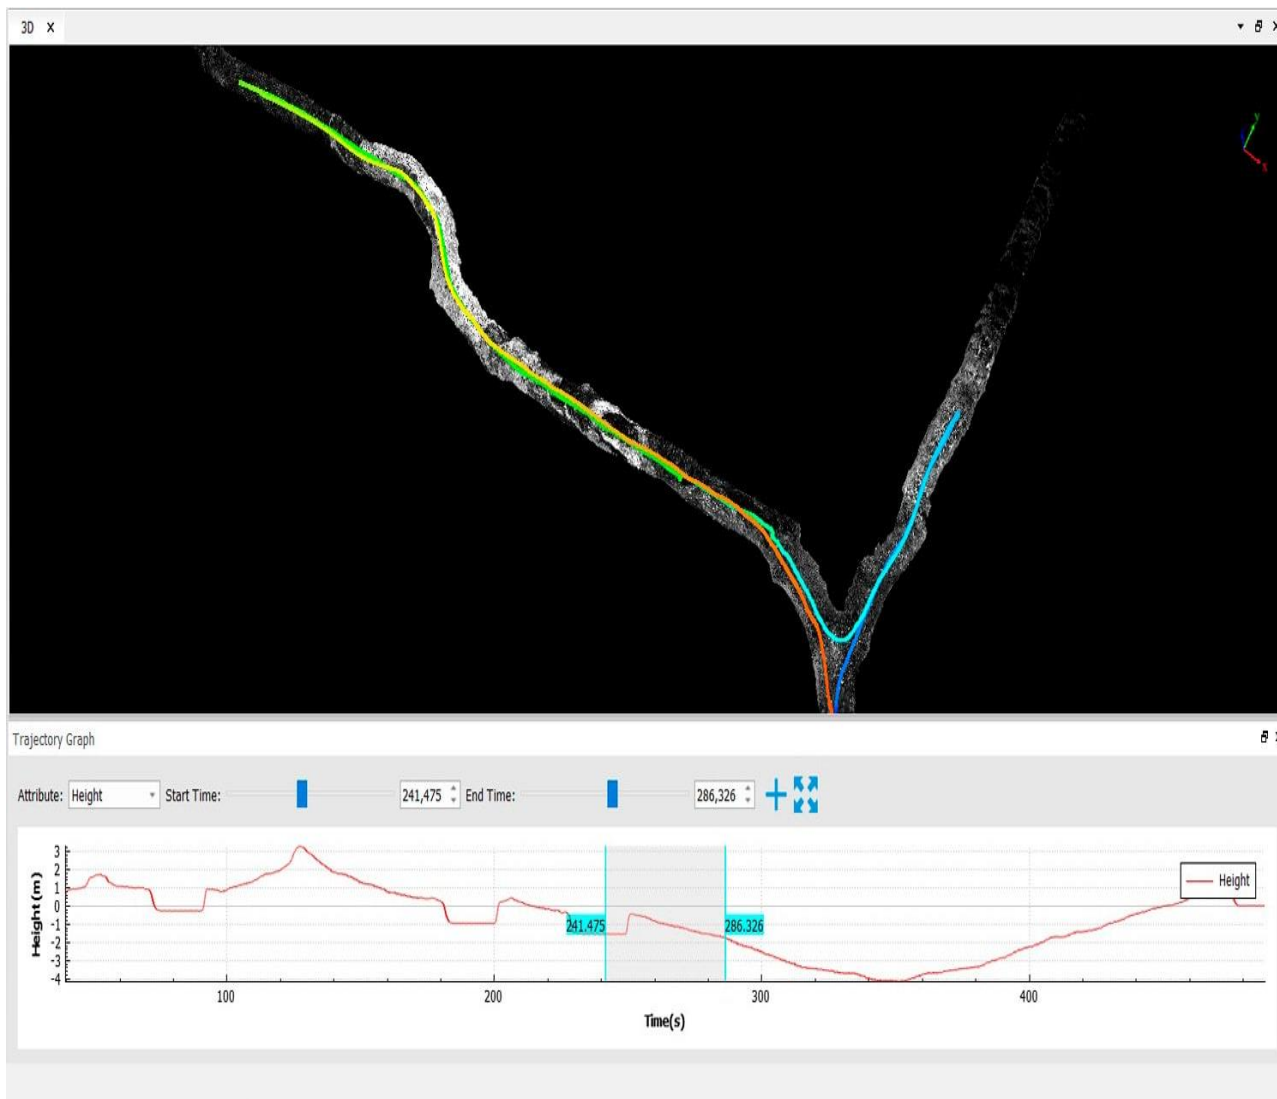 3D
Y
X
Trajectory Graph
Attribute: Height Start Time: 241,475 End Time: 286,326
3
2
1
0
-1
-2
-3
-4
Height (m)
241.475
286.326
Height
100 200 300 400
Time(s)